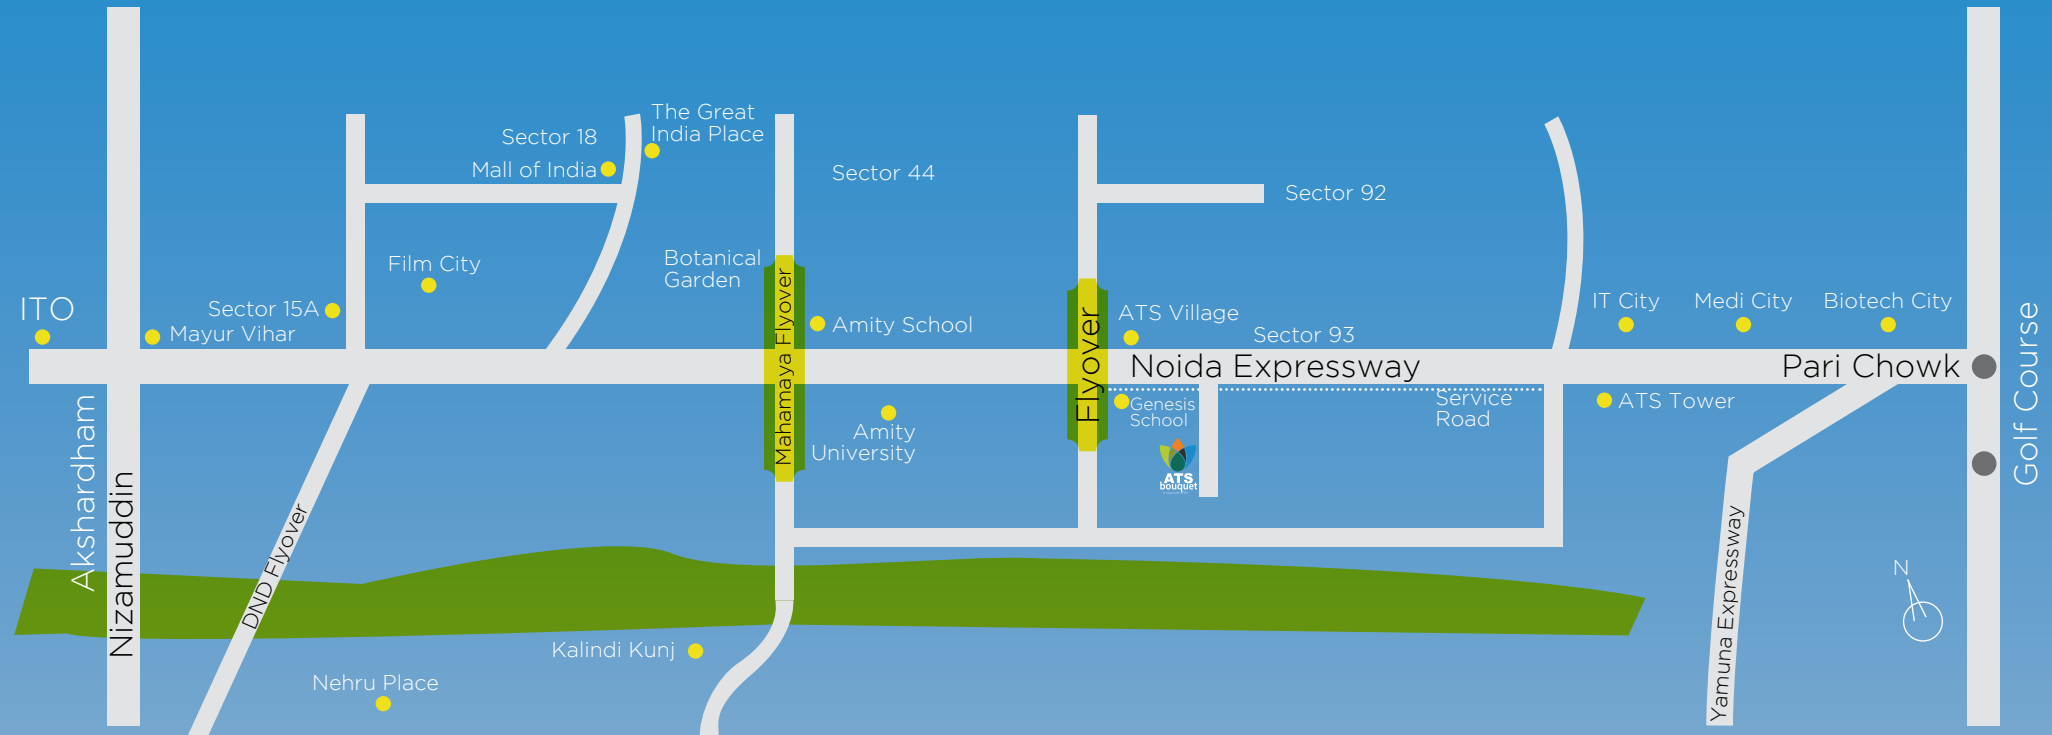 The Great
India Place
Sector 18
Mall of India
Sector 44
Sector 92
Botanical
Garden
Film City
Sector 15A
ITO
Mayur Vihar
Mahamaya Flyover
Amity School
Flyover
ATS Village
Sector 93
IT City
Medi City
Biotech City
Noida Expressway
Pari Chowk
Golf Course
Akshardham
Nizamuddin
DND Flyover
Amity
University
Genesis
School
Service
Road
ATS Tower
ATS
bouquet
Yamuna Expressway
N
Kalindi Kunj
Nehru Place